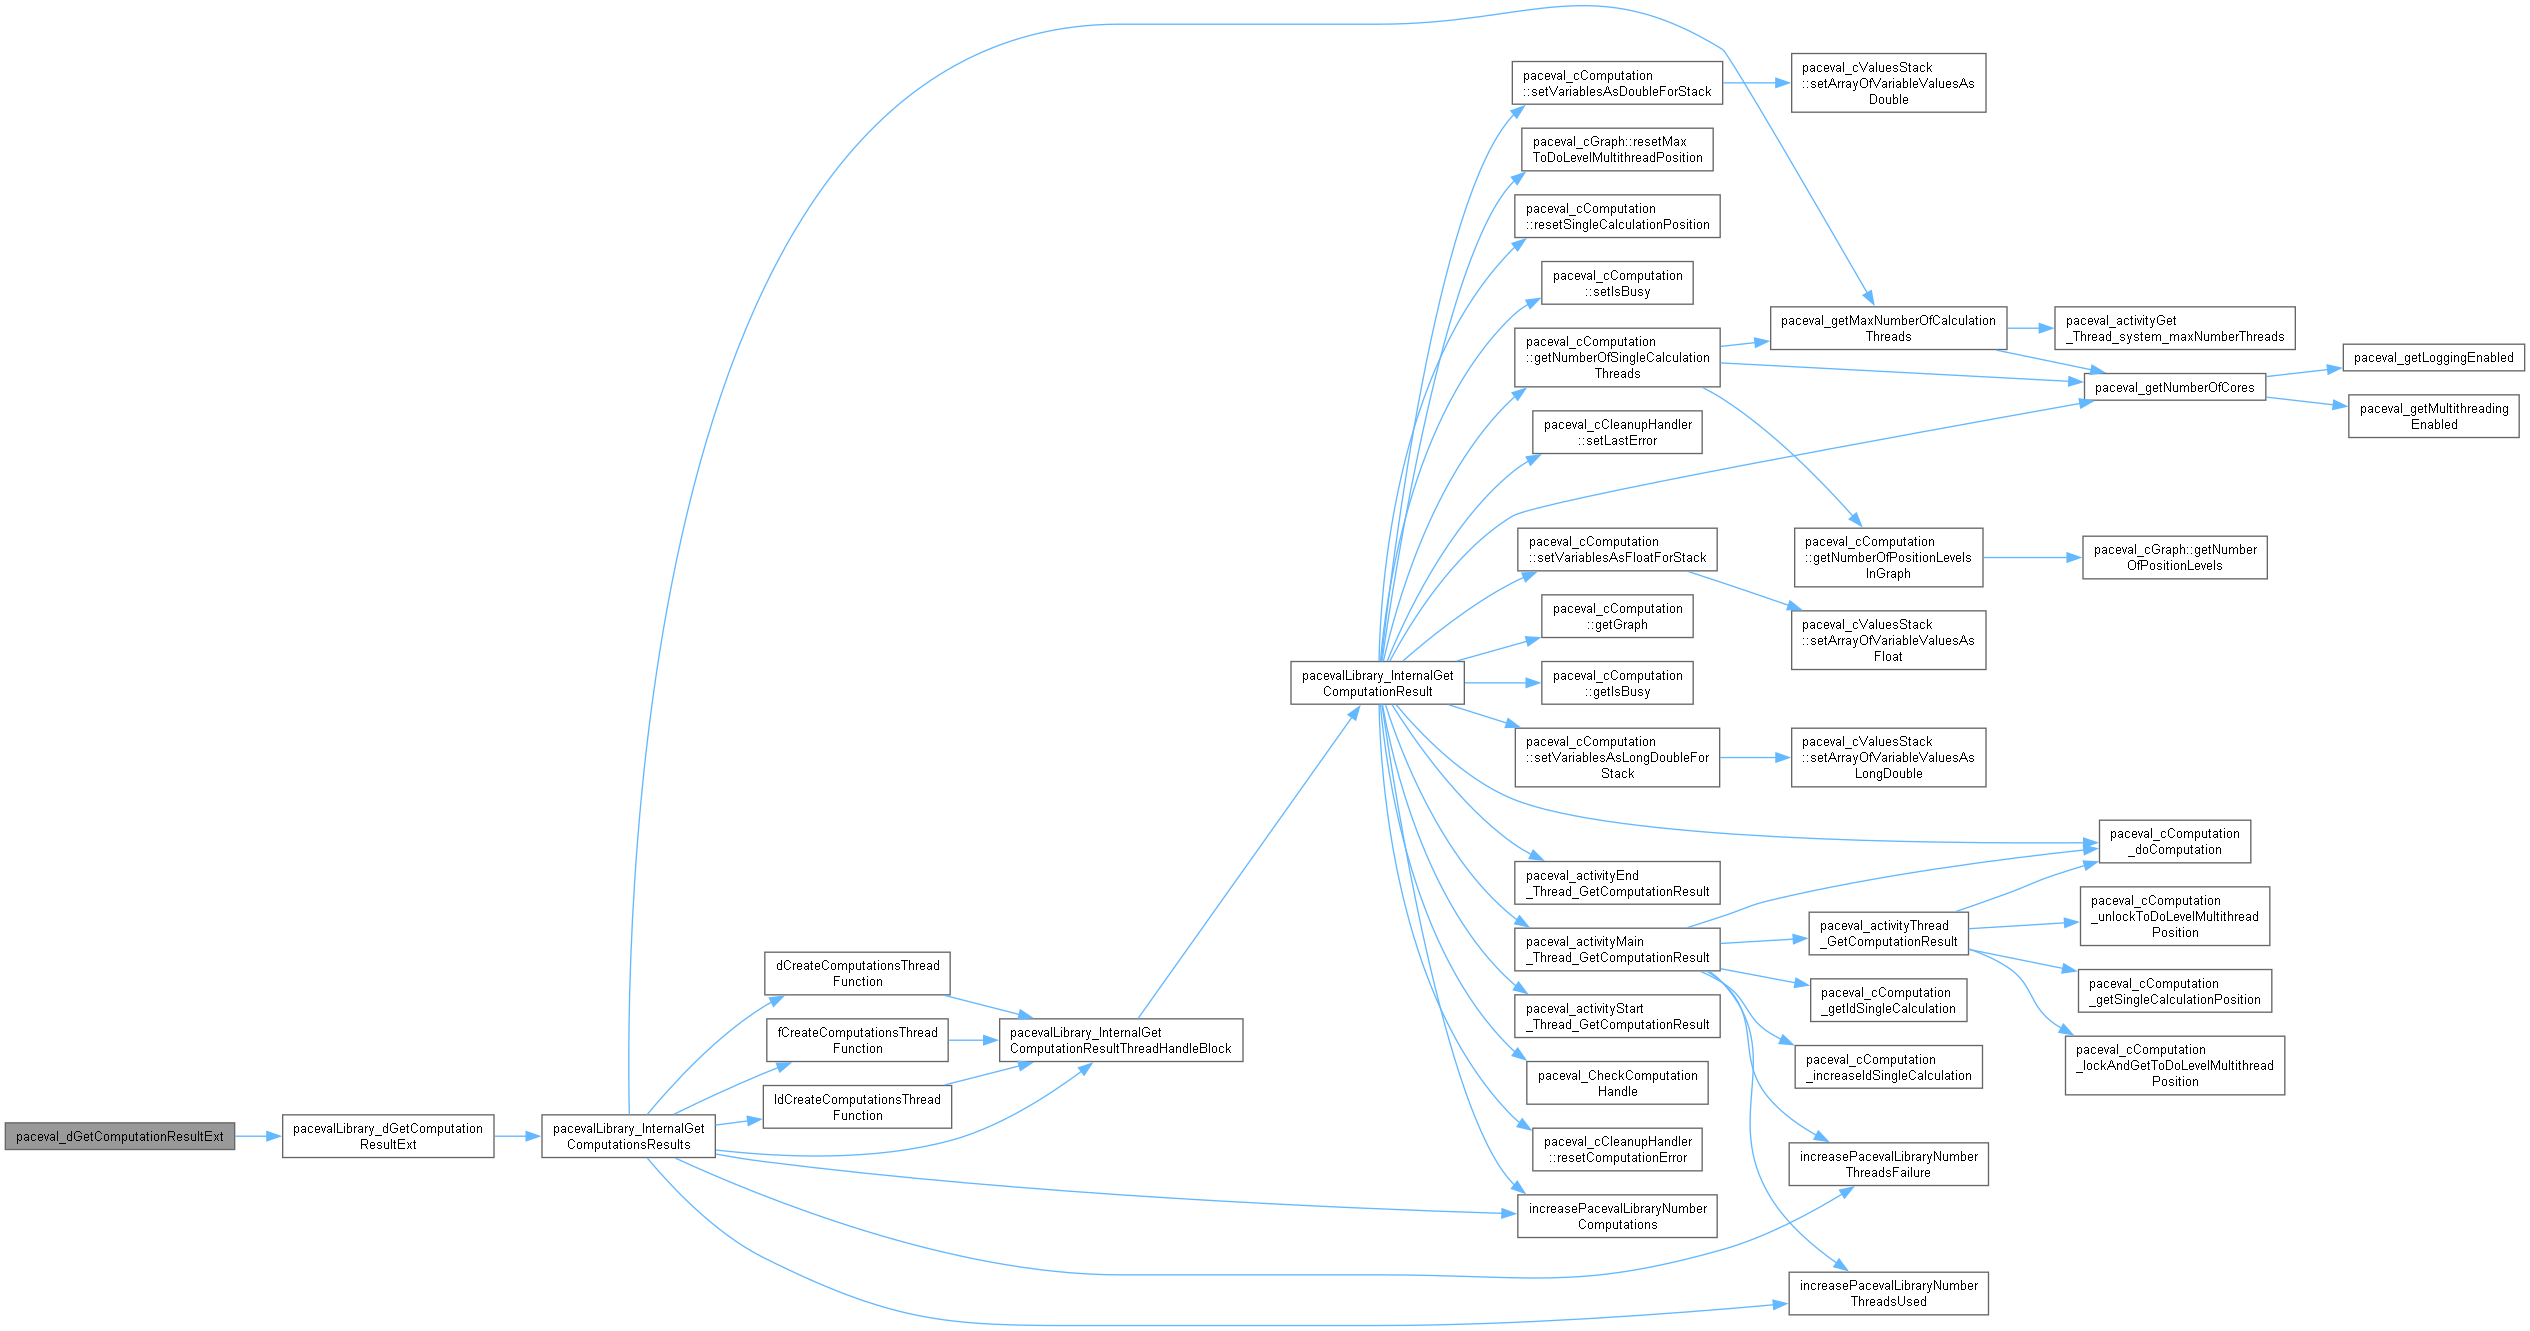 paceval_dGetComputationResultExt
pacevalLibrary_dGetComputation
ResultExt
pacevalLibrary_InternalGet
ComputationsResults
dCreateComputationsThread
Function
fCreateComputationsThread
Function
ldCreateComputationsThread
Function
pacevalLibrary_InternalGet
ComputationResultThreadHandleBlock
pacevalLibrary_InternalGet
ComputationResult
paceval_cComputation
::setVariablesAsDoubleForStack
paceval_cGraph::resetMax
ToDoLevelMultithreadPosition
paceval_cComputation
::resetSingleCalculationPosition
paceval_cComputation
::setIsBusy
paceval_cComputation
::getNumberOfSingleCalculation
Threads
paceval_cCleanupHandler
::setLastError
paceval_cComputation
::setVariablesAsFloatForStack
paceval_cComputation
::getGraph
paceval_cComputation
::getIsBusy
paceval_cComputation
::setVariablesAsLongDoubleFor
Stack
paceval_activityEnd
_Thread_GetComputationResult
paceval_activityMain
_Thread_GetComputationResult
paceval_activityStart
_Thread_GetComputationResult
paceval_CheckComputation
Handle
paceval_cCleanupHandler
::resetComputationError
increasePacevalLibraryNumber
Computations
paceval_cValuesStack
::setArrayOfVariableValuesAs
Double
paceval_getMaxNumberOfCalculation
Threads
paceval_cComputation
::getNumberOfPositionLevels
InGraph
paceval_cValuesStack
::setArrayOfVariableValuesAs
Float
paceval_cValuesStack
::setArrayOfVariableValuesAs
LongDouble
paceval_activityThread
_GetComputationResult
paceval_cComputation
_getIdSingleCalculation
paceval_cComputation
_increaseIdSingleCalculation
increasePacevalLibraryNumber
ThreadsFailure
increasePacevalLibraryNumber
ThreadsUsed
paceval_activityGet
_Thread_system_maxNumberThreads
paceval_getNumberOfCores
paceval_cGraph::getNumber
OfPositionLevels
paceval_cComputation
_doComputation
paceval_cComputation
_unlockToDoLevelMultithread
Position
paceval_cComputation
_getSingleCalculationPosition
paceval_cComputation
_lockAndGetToDoLevelMultithread
Position
paceval_getLoggingEnabled
paceval_getMultithreading
Enabled